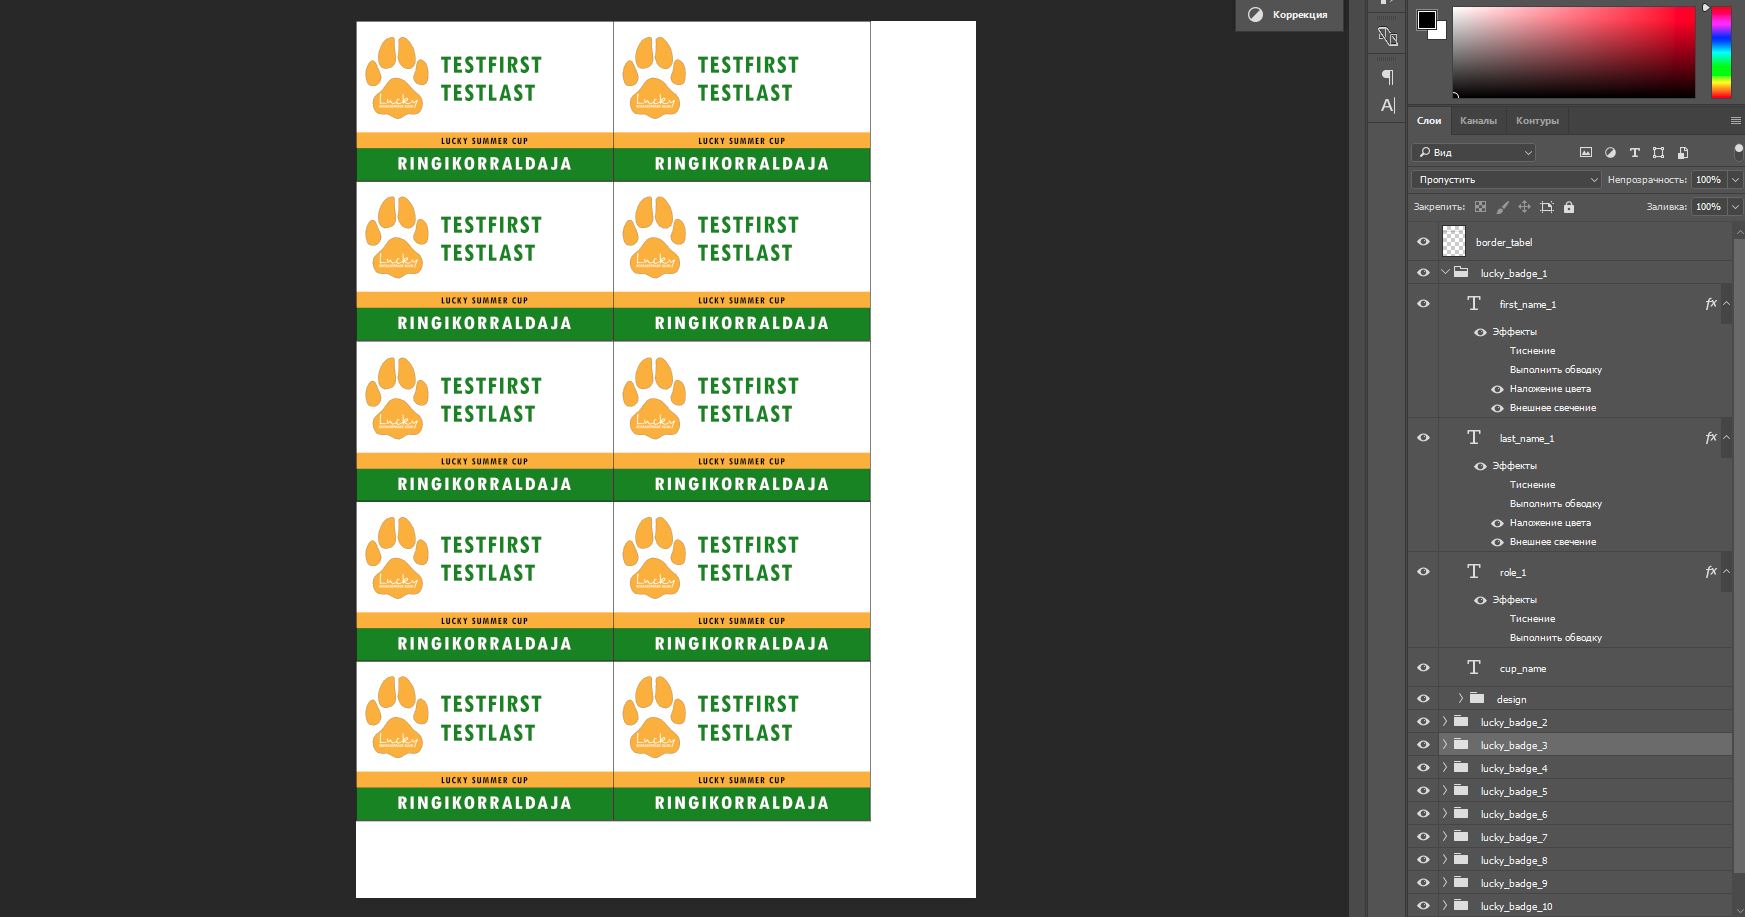 Коррекция
TESTFIRST
TESTLAST
Lucky
LUCKY SUMMER CUP
RINGIKORRALDAJA
TESTFIRST
TESTLAST
Lucky
LUCKY SUMMER CUP
RINGIKORRALDAJA
TESTFIRST
TESTLAST
Lucky
LUCKY SUMMER CUP
RINGIKORRALDAJA
TESTFIRST
TESTLAST
Lucky
LUCKY SUMMER CUP
RINGIKORRALDAJA
TESTFIRST
TESTLAST
Lucky
LUCKY SUMMER CUP
RINGIKORRALDAJA
TESTFIRST
TESTLAST
Lucky
LUCKY SUMMER CUP
RINGIKORRALDAJA
TESTFIRST
TESTLAST
Lucky
LUCKY SUMMER CUP
RINGIKORRALDAJA
TESTFIRST
TESTLAST
Lucky
LUCKY SUMMER CUP
RINGIKORRALDAJA
TESTFIRST
TESTLAST
Lucky
LUCKY SUMMER CUP
RINGIKORRALDAJA
TESTFIRST
TESTLAST
Lucky
LUCKY SUMMER CUP
RINGIKORRALDAJA
Слои Каналы Контуры
Вид
Пропустить Непрозрачность: 100%
Закрепить: Заливка: 100%
border_tabel
lucky_badge_1
first_name_1 fx
Эффекты
Тиснение
Выполнить обводку
Наложение цвета
Внешнее свечение
last_name_1 fx
Эффекты
Тиснение
Выполнить обводку
Наложение цвета
Внешнее свечение
role_1 fx
Эффекты
Тиснение
Выполнить обводку
cup_name
design
lucky_badge_2
lucky_badge_3
lucky_badge_4
lucky_badge_5
lucky_badge_6
lucky_badge_7
lucky_badge_8
lucky_badge_9
lucky_badge_10